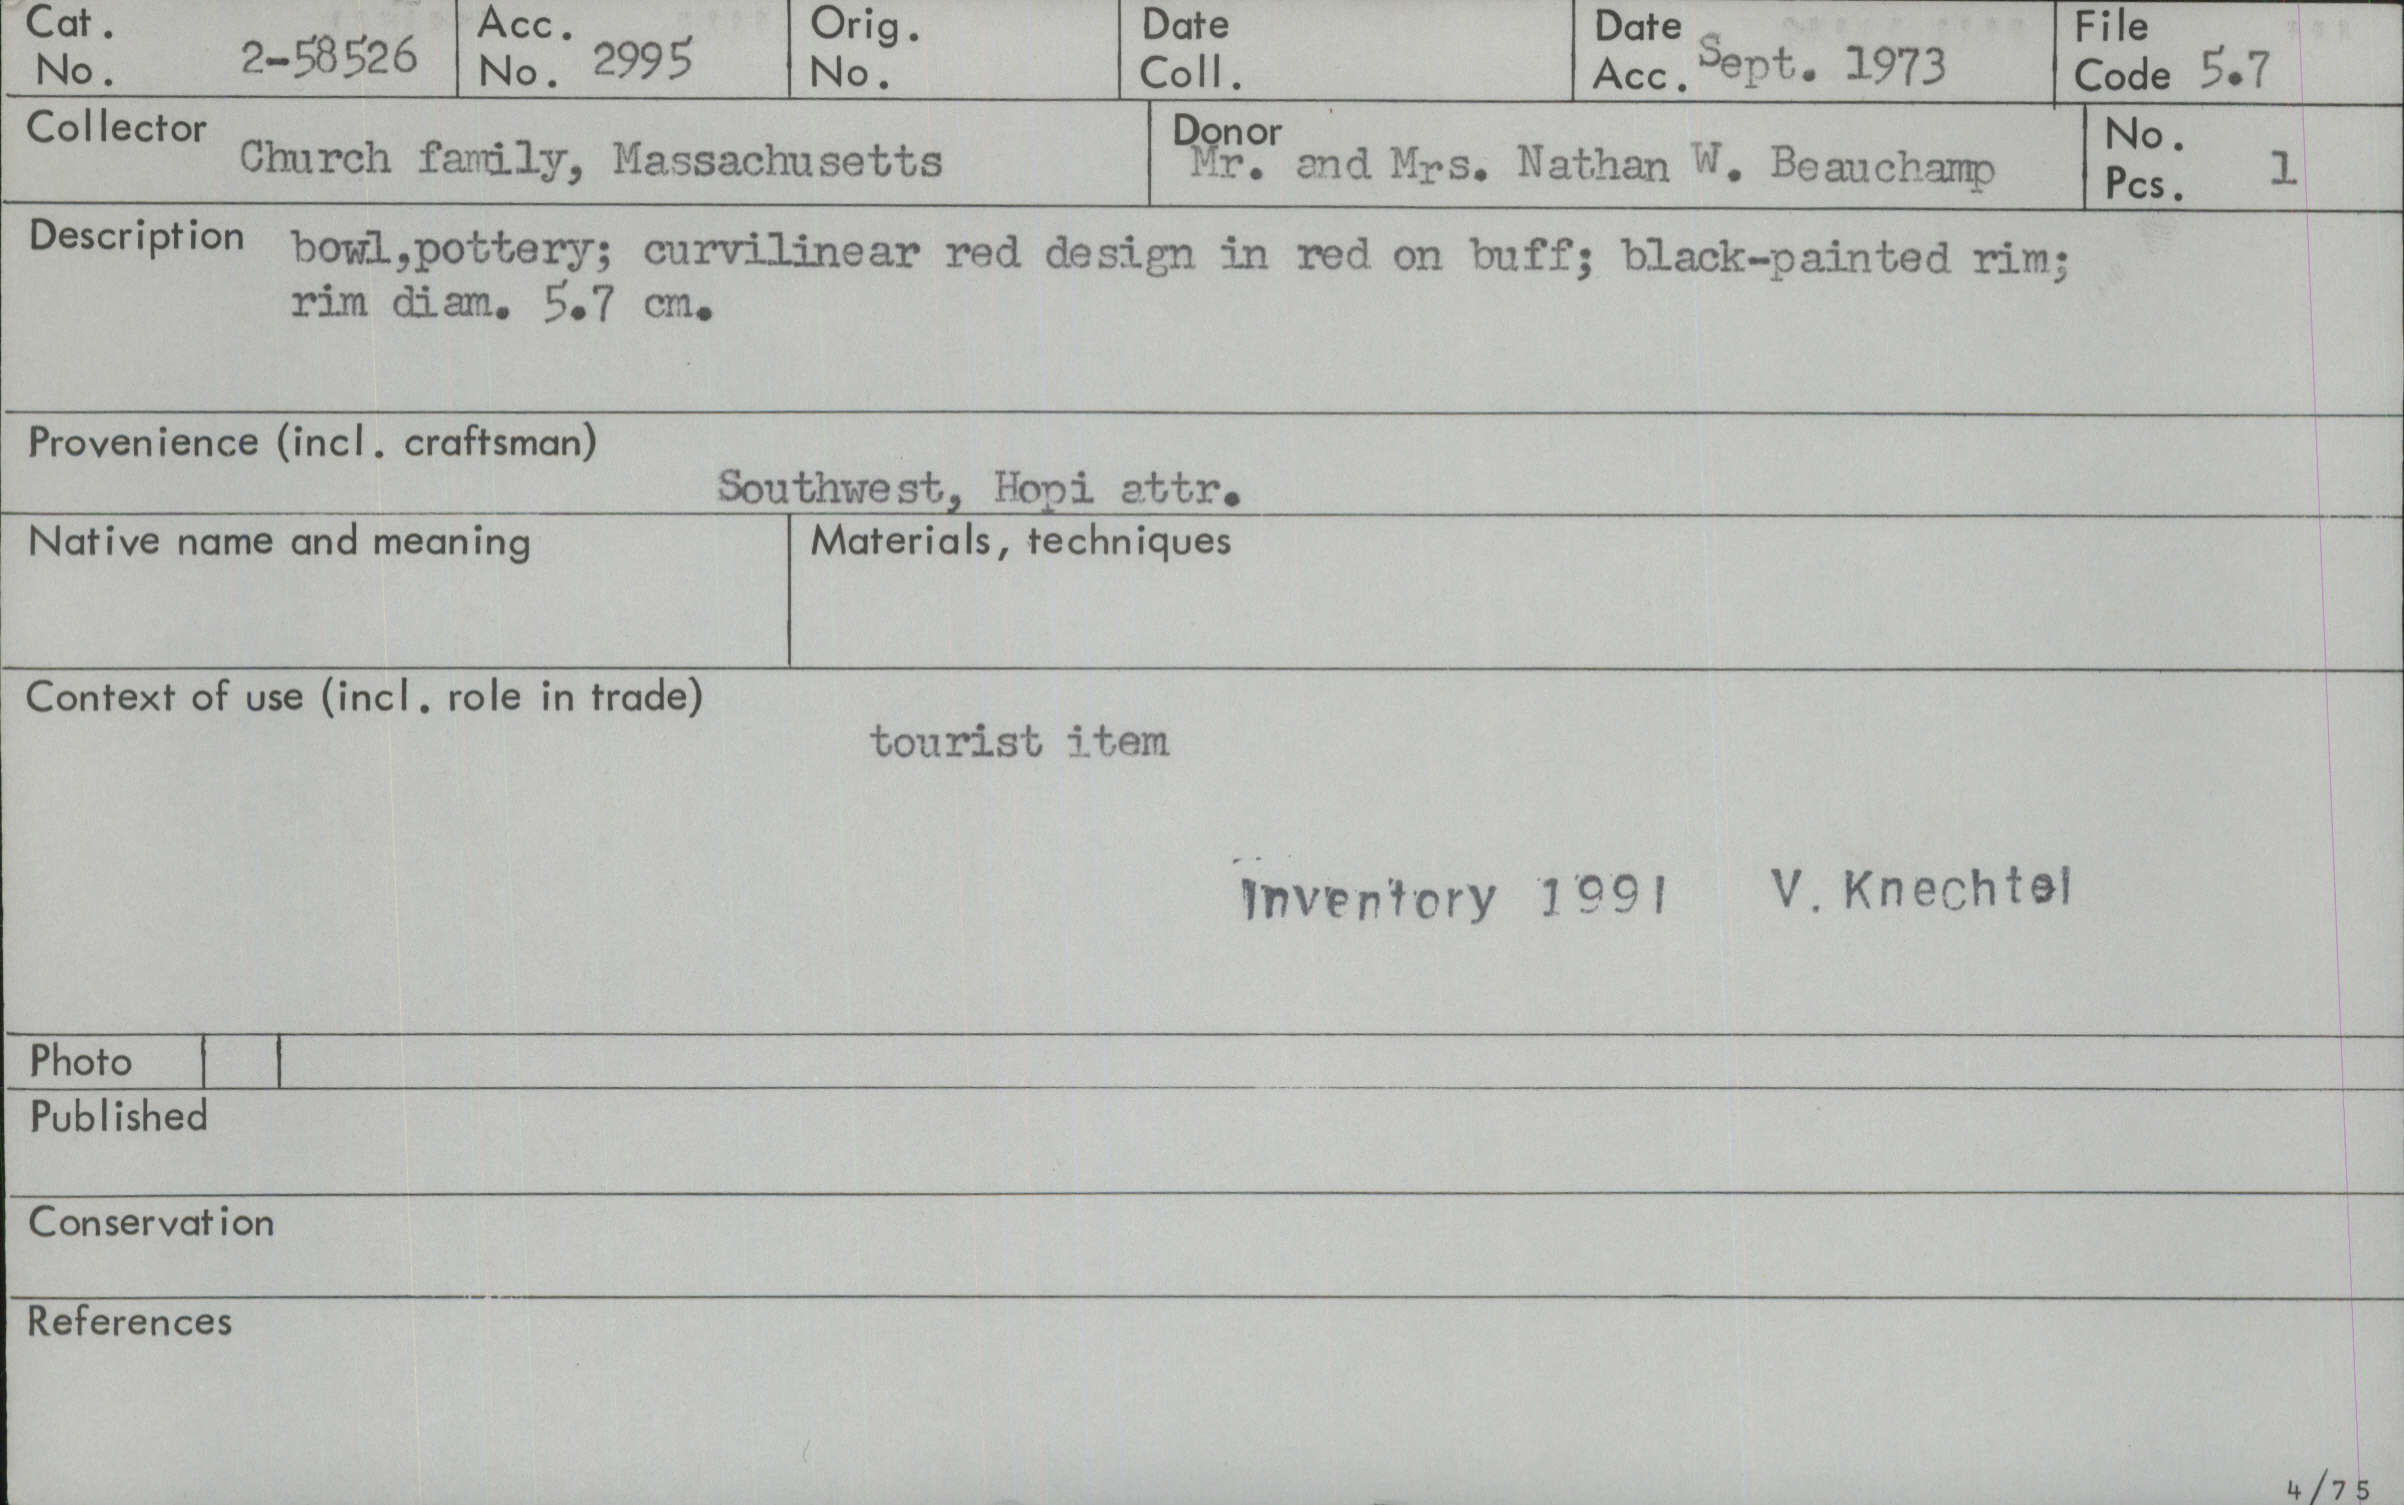 Cat. No. 2-58526
Acc. No. 2995
Orig. No.
Date Coll.
Date Acc. Sept. 1973
File Code 5.7
Collector Church family, Massachusetts
Donor Mr. and Mrs. Nathan W. Beauchamp
No. Pcs. 1
Description bowl,pottery; curvilinear red design in red on buff; black-painted rim;
rim diam. 5.7 cm.
Provenience (incl. craftsman)
Southwest, Hopi attr.
Native name and meaning
Materials, techniques
Context of use (incl. role in trade)
tourist item
Inventory 1991 V. Knechtel
Photo
Published
Conservation
References
4/75